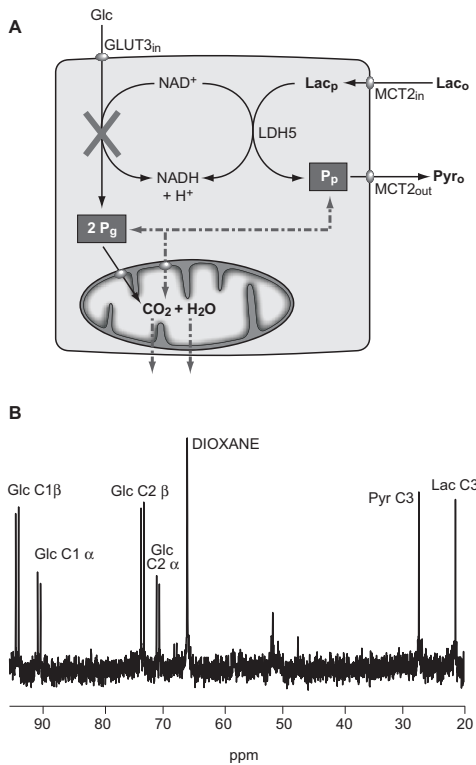 A
Glc
GLUT3in
NAD+
Lacp
Laco
MCT2in
LDH5
NADH
+ H+
Pp
Pyro
MCT2out
2 Pg
CO2 + H2O
B
DIOXANE
Glc C1β
Glc C2 β
Pyr C3
Lac C3
Glc C1 α
Glc
C2 α
90 80 70 60 50 40 30 20
ppm